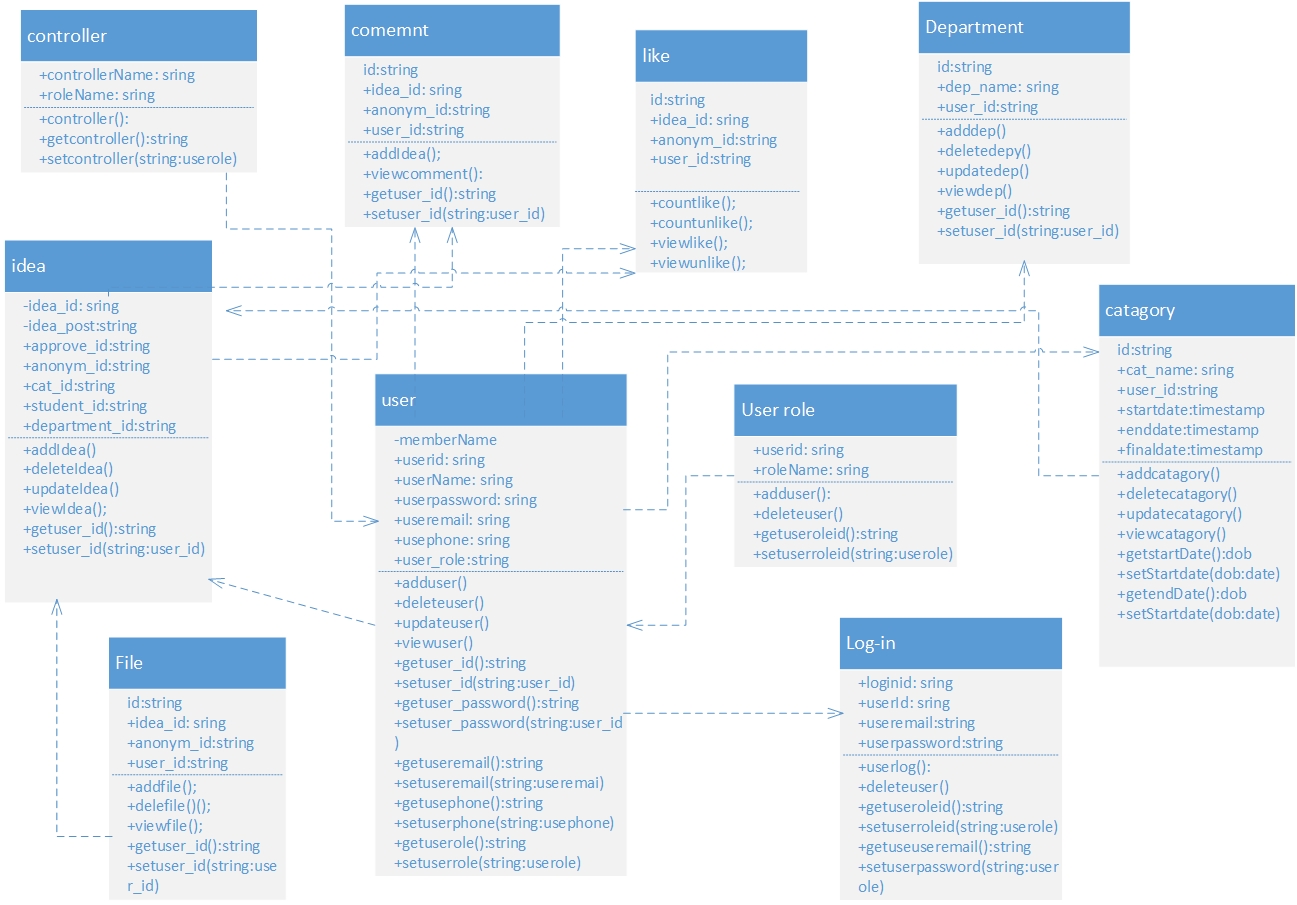 controller
+controllerName: sring
+roleName: sring
+controller():
+getcontroller():string
+setcontroller(string:userole)
comemnt
id:string
+idea_id: sring
+anonym_id:string
+user_id:string
+addIdea();
+viewcomment():
+getuser_id():string
+setuser_id(string:user_id)
like
id:string
+idea_id: sring
+anonym_id:string
+user_id:string
+countlike();
+countunlike();
+viewlike();
+viewunlike();
Department
id:string
+dep_name: sring
+user_id:string
+adddep()
+deletedepy()
+updatedep()
+viewdep()
+getuser_id():string
+setuser_id(string:user_id)
idea
-idea_id: sring
-idea_post:string
+approve_id:string
+anonym_id:string
+cat_id:string
+student_id:string
+department_id:string
+addIdea()
+deleteIdea()
+updateIdea()
+viewIdea();
+getuser_id():string
+setuser_id(string:user_id)
catagory
id:string
+cat_name: sring
+user_id:string
+startdate:timestamp
+enddate:timestamp
+finaldate:timestamp
+addcatagory()
+deletecatagory()
+updatecatagory()
+viewcatagory()
+getstartDate():dob
+setStartdate(dob:date)
+getendDate():dob
+setStartdate(dob:date)
user
-memberName
+userid: sring
+userName: sring
+userpassword: sring
+useremail: sring
+usephone: sring
+user_role:string
+adduser()
+deleteuser()
+updateuser()
+viewuser()
+getuser_id():string
+setuser_id(string:user_id)
+getuser_password():string
+setuser_password(string:user_id
)
+getuseremail():string
+setuseremail(string:useremai)
+getusephone():string
+setuserphone(string:usephone)
+getuserole():string
+setuserrole(string:userole)
User role
+userid: sring
+roleName: sring
+adduser():
+deleteuser()
+getuseroleid():string
+setuserroleid(string:userole)
File
id:string
+idea_id: sring
+anonym_id:string
+user_id:string
+addfile();
+delefile()();
+viewfile();
+getuser_id():string
+setuser_id(string:use
r_id)
Log-in
+loginid: sring
+userId: sring
+useremail:string
+userpassword:string
+userlog():
+deleteuser()
+getuseroleid():string
+setuserroleid(string:userole)
+getuseuseremail():string
+setuserpassword(string:user
ole)